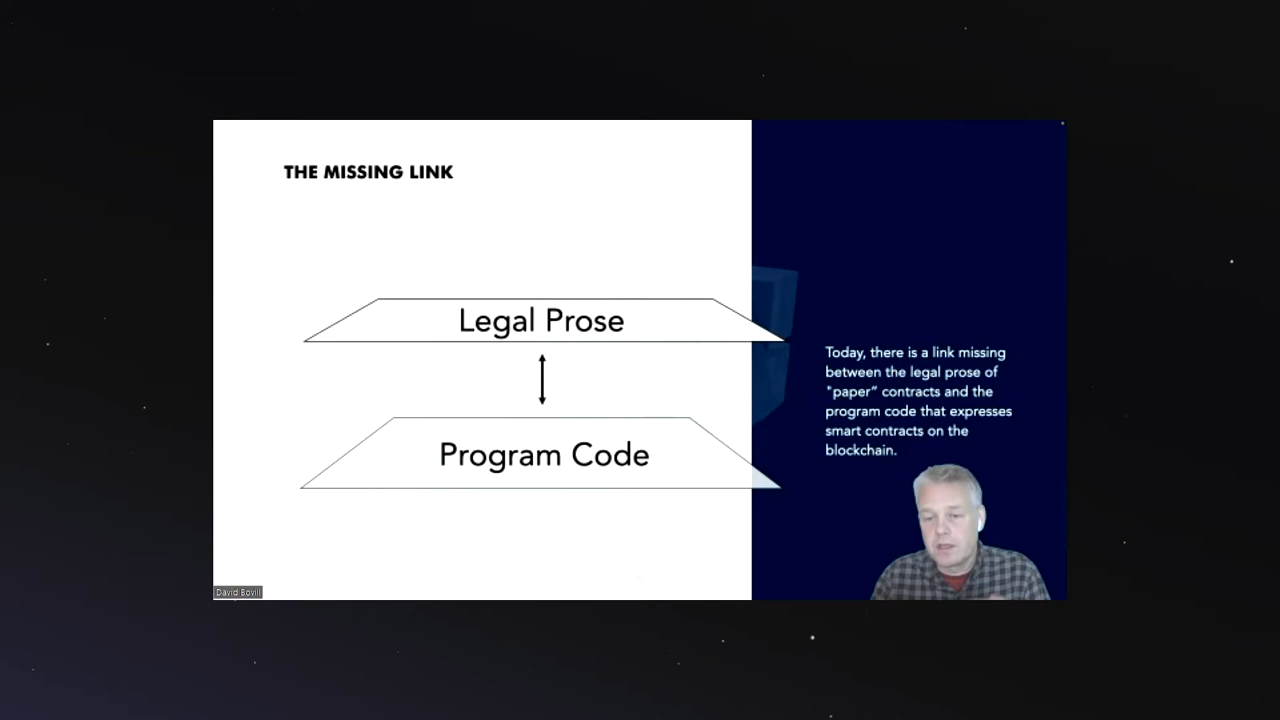 THE MISSING LINK
Legal Prose
Program Code
Today, there is a link missing
between the legal prose of
"paper” contracts and the
program code that expresses
smart contracts on the
blockchain.
David Bovill